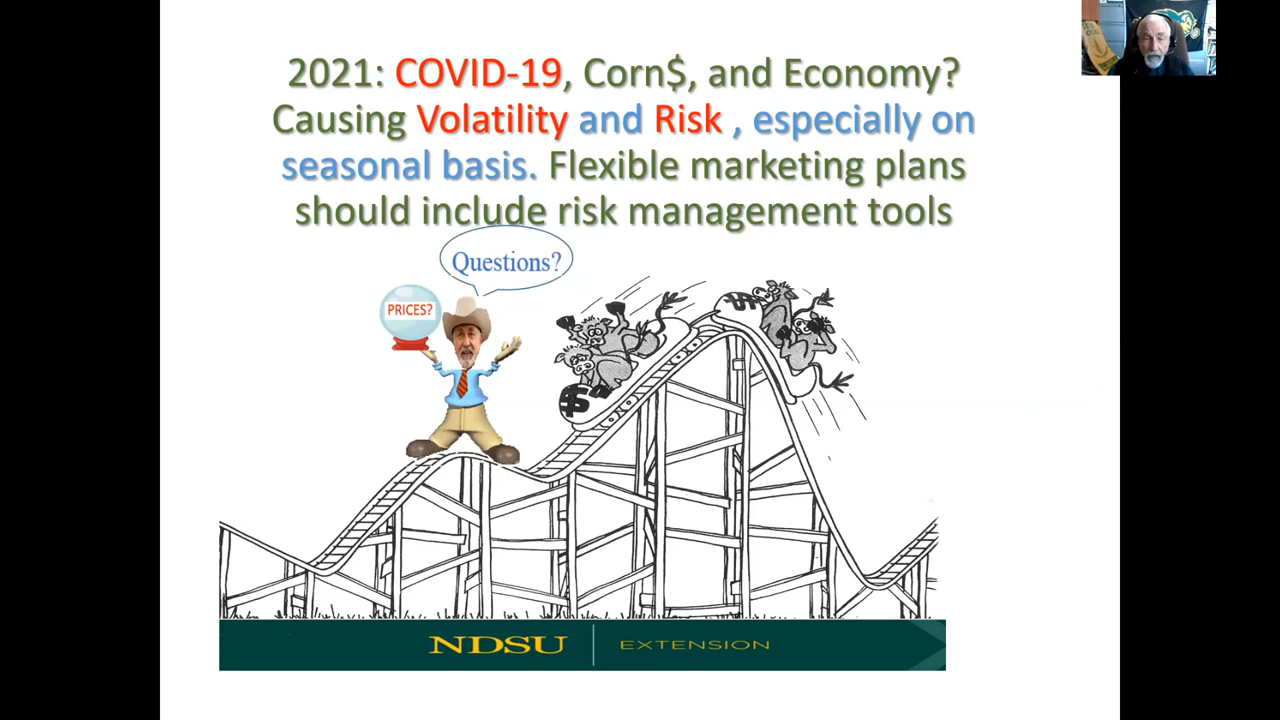 2021: COVID-19, Corn$, and Economy?
Causing Volatility and Risk , especially on
seasonal basis. Flexible marketing plans
should include risk management tools
Questions?
PRICES?
$
$
NDSU EXTENSION